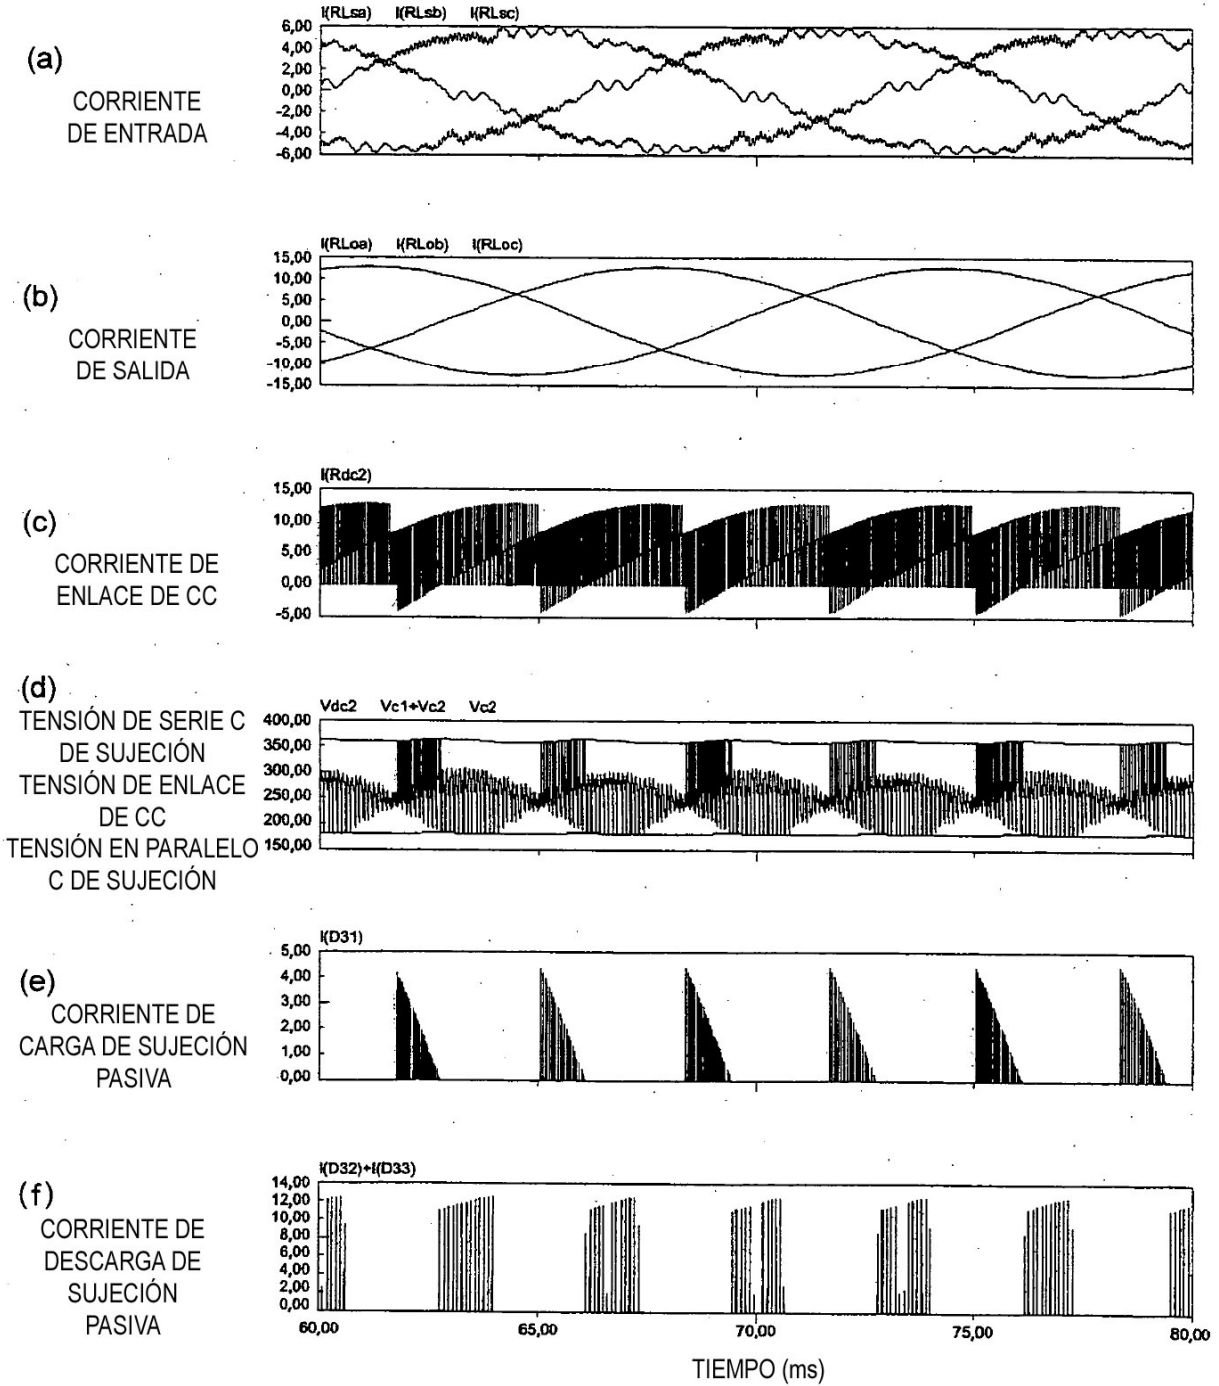 I(RLsa) I(RLsb) I(RLsc)
(a)
CORRIENTE
DE ENTRADA
6,00
4,00
2,00
0,00
-2,00
-4,00
-6,00
I(RLoa) I(RLob) I(RLoc)
(b)
CORRIENTE
DE SALIDA
15,00
10,00
5,00
0,00
-5,00
-10,00
-15,00
I(Rdc2)
(c)
CORRIENTE DE
ENLACE DE CC
15,00
10,00
5,00
0,00
-5,00
(d)
Vdc2 Vc1+Vc2 Vc2
TENSIÓN DE SERIE C
DE SUJECIÓN
TENSIÓN DE ENLACE
DE CC
TENSIÓN EN PARALELO
C DE SUJECIÓN
400,00
350,00
300,00
250,00
200,00
150,00
I(D31)
(e)
CORRIENTE DE
CARGA DE SUJECIÓN
PASIVA
5,00
4,00
3,00
2,00
1,00
0,00
I(D32)+I(D33)
(f)
CORRIENTE DE
DESCARGA DE
SUJECIÓN
PASIVA
14,00
12,00
10,00
8,00
6,00
4,00
2,00
0,00
60,00 65,00 70,00 75,00 80,00
TIEMPO (ms)